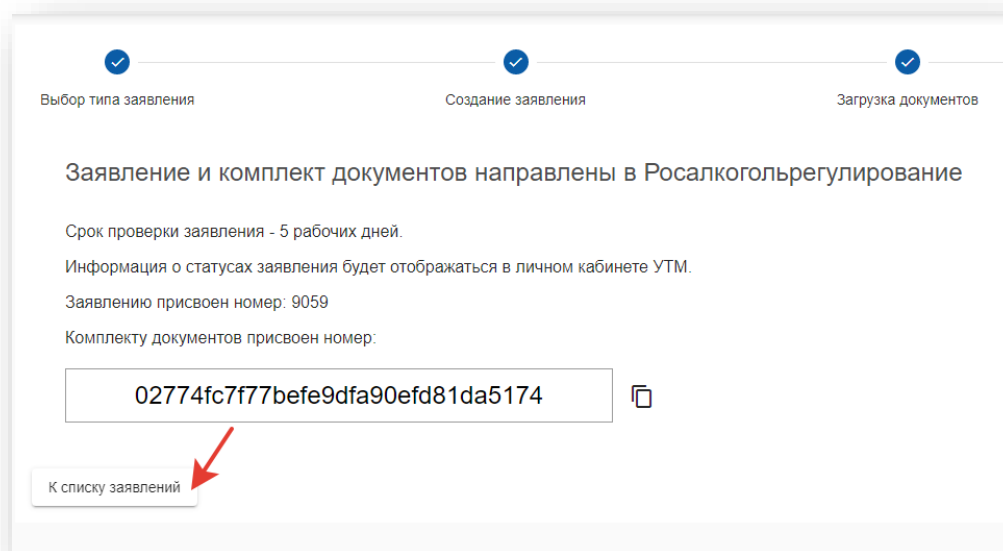 Выбор типа заявления
Создание заявления
Загрузка документов
Заявление и комплект документов направлены в Росалкогольрегулирование
Срок проверки заявления - 5 рабочих дней.
Информация о статусах заявления будет отображаться в личном кабинете УТМ.
Заявлению присвоен номер: 9059
Комплекту документов присвоен номер:
02774fc7f77befe9dfa90efd81da5174
К списку заявлений